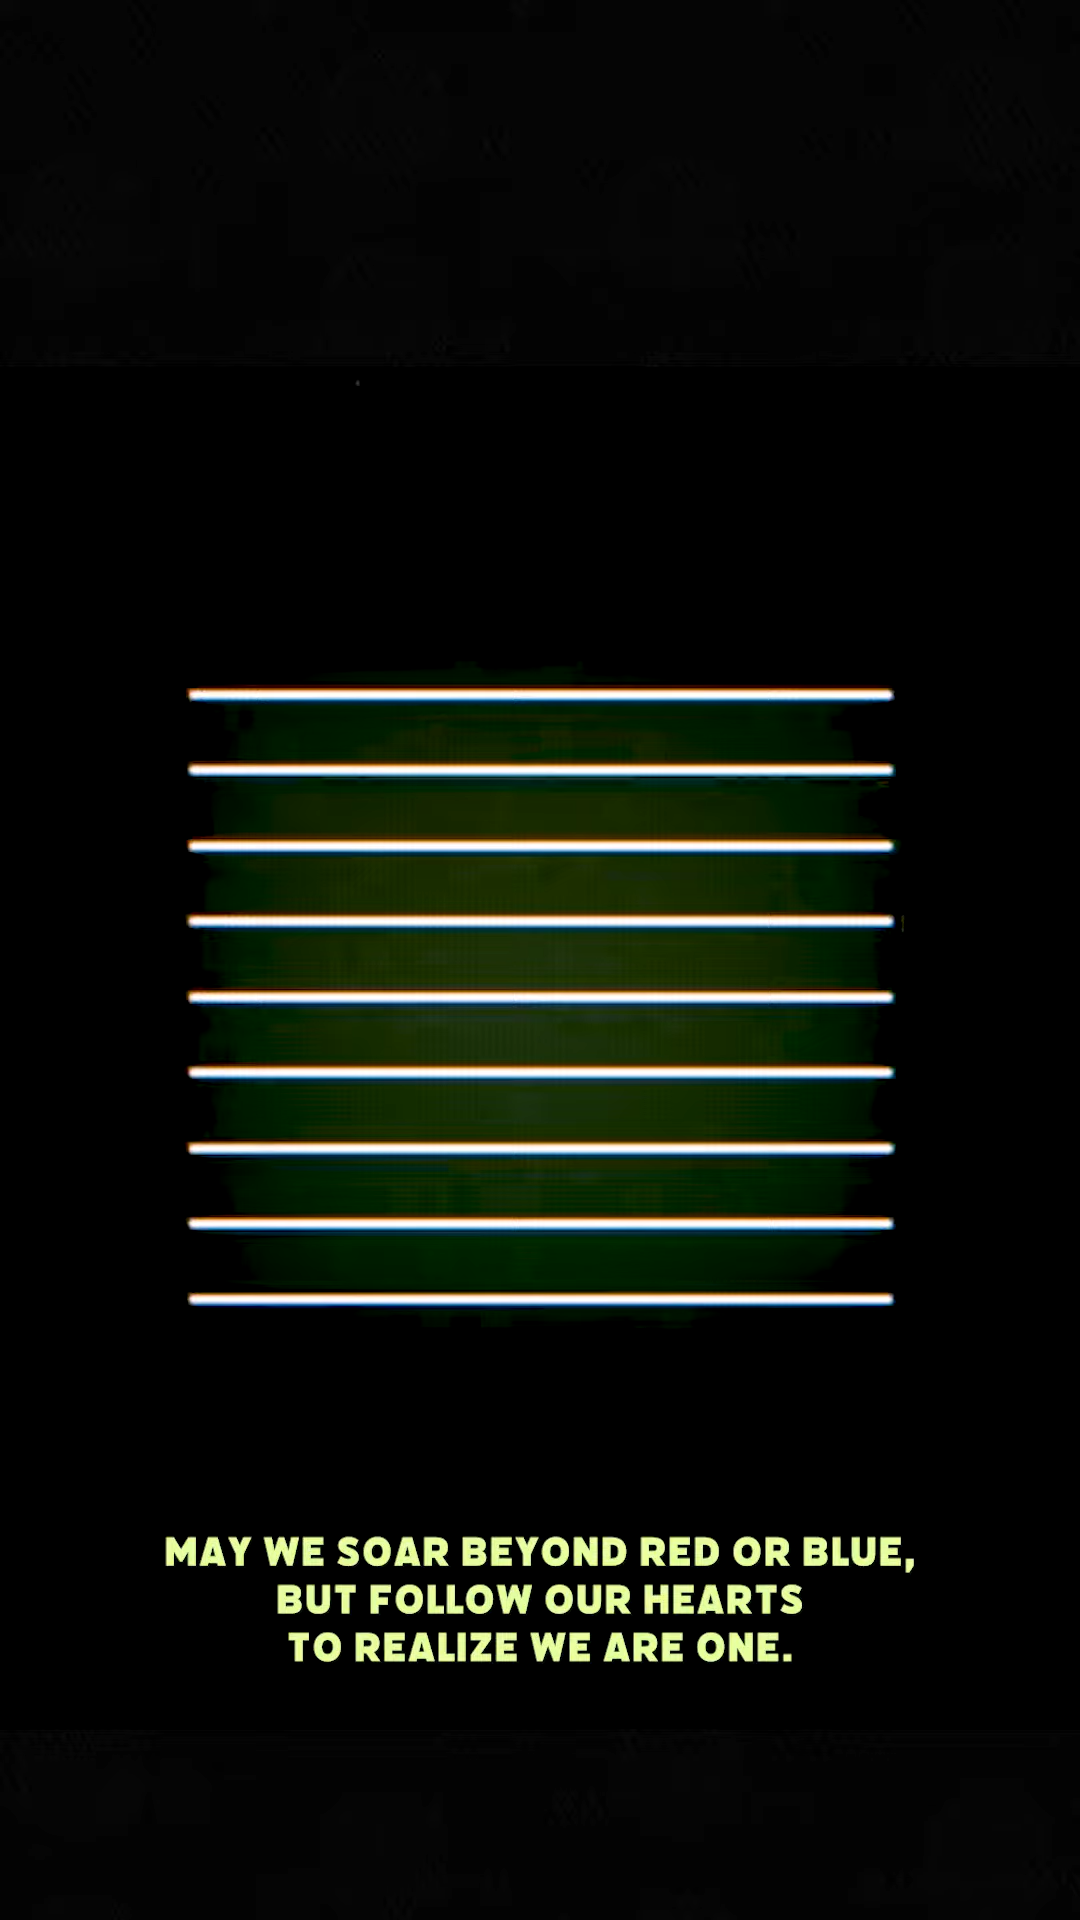 MAY WE SOAR BEYOND RED OR BLUE,
BUT FOLLOW OUR HEARTS
TO REALIZE WE ARE ONE.